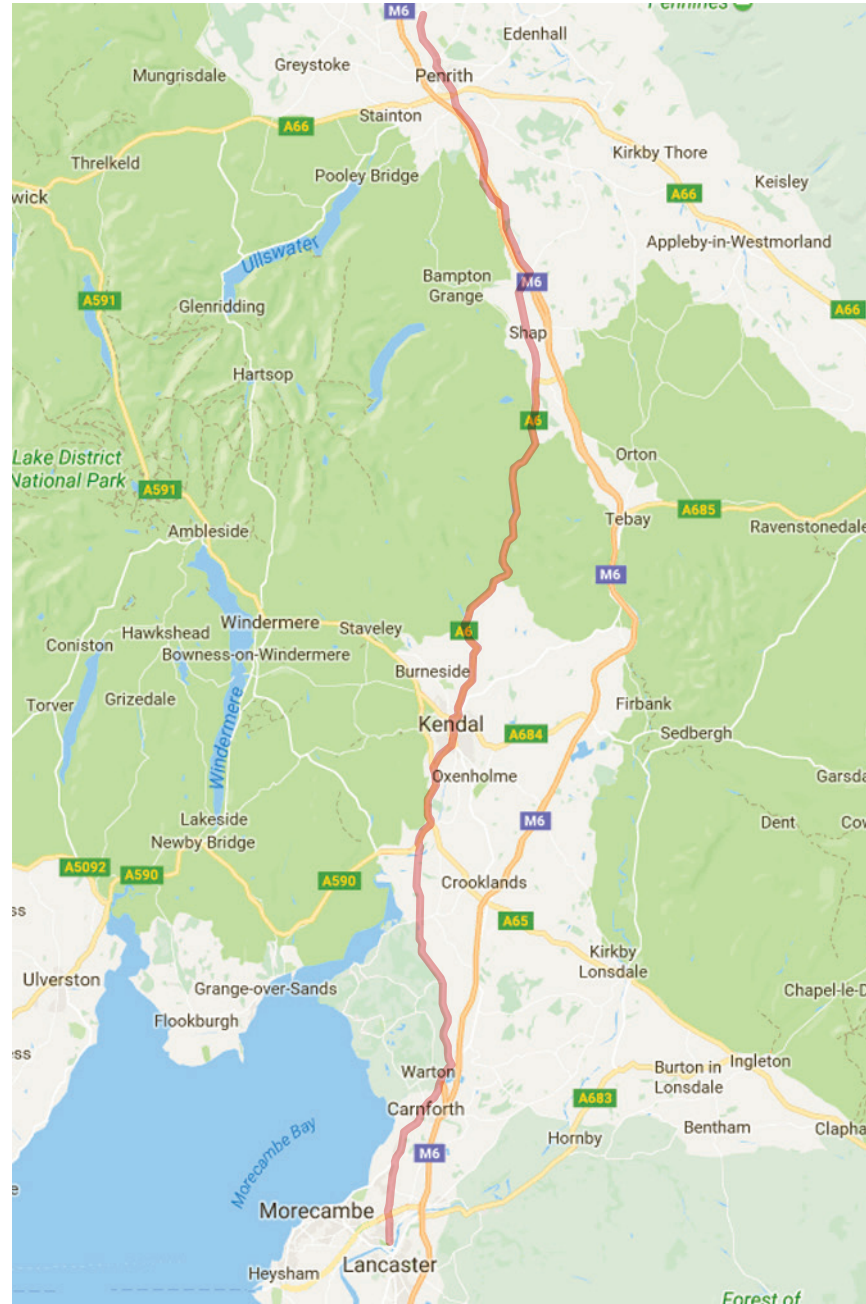 M6
Pennines
Edenhall
Greystoke
Mungrisdale
Penrith
Stainton
A66
Threlkeld
Kirkby Thore
Pooley Bridge
Keisley
wick
A66
Ullswater
Appleby-in-Westmorland
Bampton
Grange
M6
A591
Glenridding
A66
Shap
Hartsop
A6
Lake District
National Park
Orton
A591
A685
Tebay
Ravenstonedale
Ambleside
M6
Windermere
Staveley
A6
Hawkshead
Coniston
Bowness-on-Windermere
Burneside
Torver
Grizedale
Firbank
Windermere
Kendal
A684
Sedbergh
Oxenholme
Garsda
Lakeside
M6
Dent
Cow
Newby Bridge
A5092
A590
A590
Crooklands
ss
A65
Kirkby
Lonsdale
Ulverston
Grange-over-Sands
Chapel-le-D
Flookburgh
ss
Warton
Ingleton
Burton in
Lonsdale
A683
Carnforth
Bentham
Clapha
Hornby
Morecambe Bay
M6
e
Morecambe
Lancaster
Heysham
Forest of